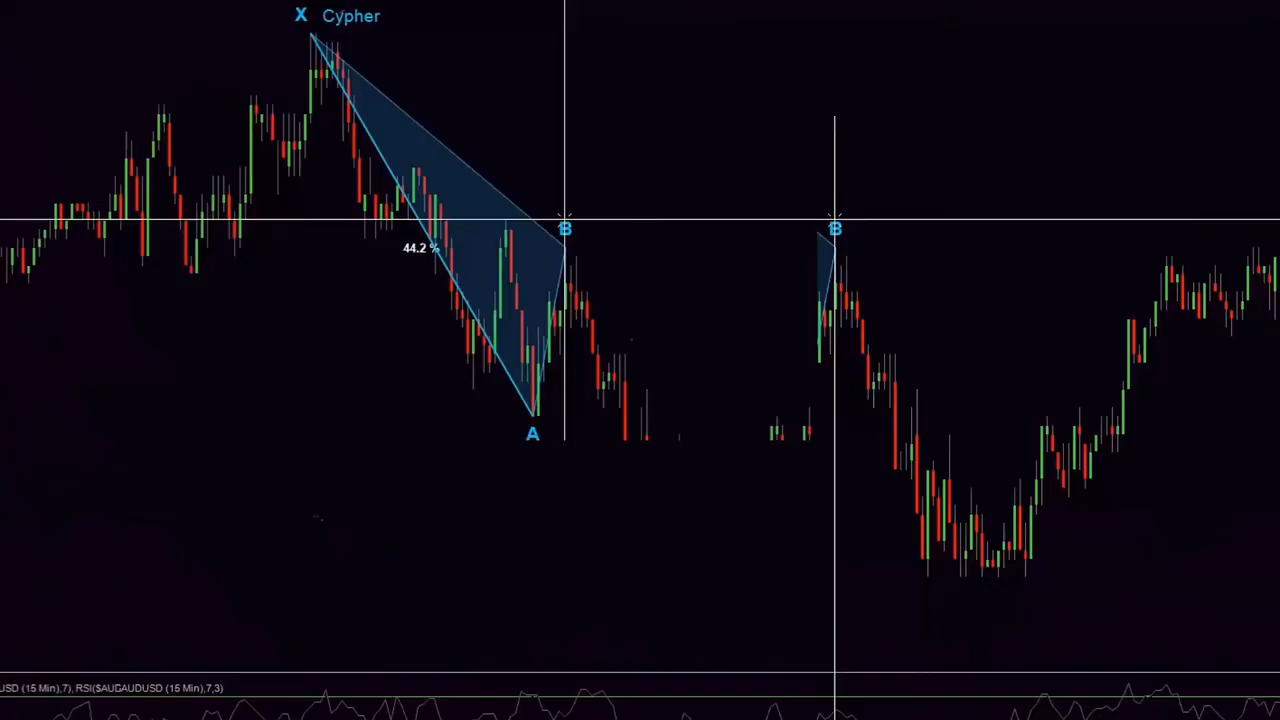 X Cypher
B B
44.2 %
A
USD (15 Min),7), RSI($AUGAUDUSD (15 Min),7,3)